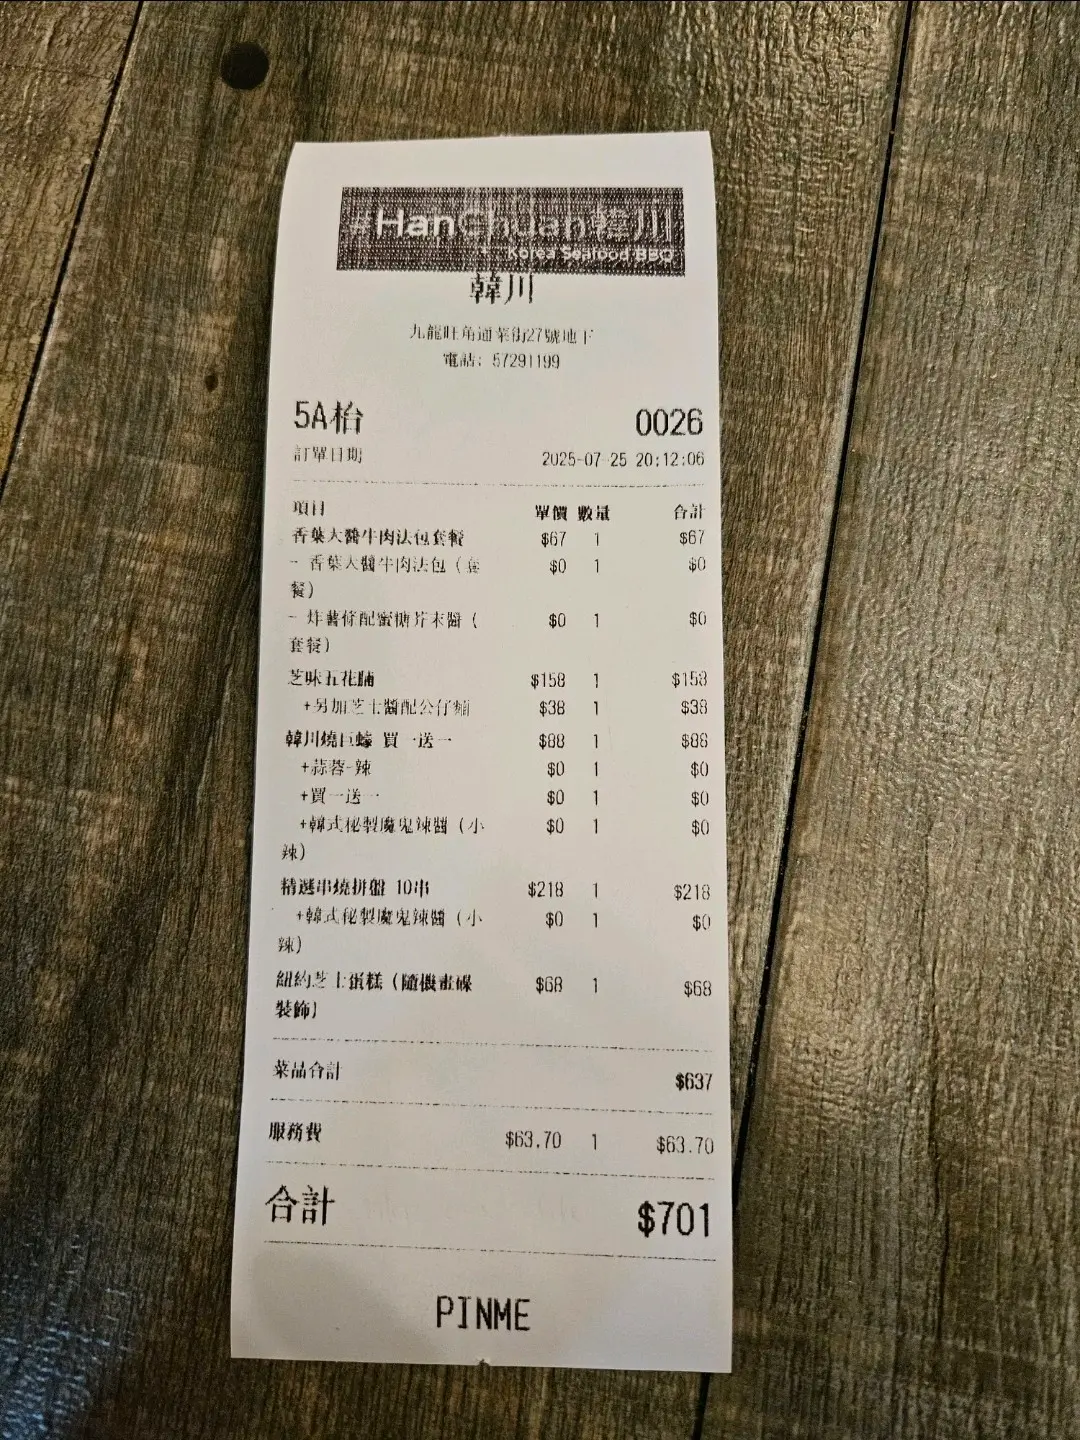 #HanChuan韓川
Korea Seafood BBQ
韓川
九龍旺角通菜街27號地下
電話: 57291199
5A枱 0026
訂單日期 2025-07-25 20:12:06
項目 單價 數量 合計
香葉大醬牛肉法包套餐 $67 1 $67
- 香葉大醬牛肉法包（套 $0 1 $0
餐）
- 炸薯條配蜜糖芥末醬（ $0 1 $0
套餐）
芝味五花腩 $158 1 $158
+另加芝士醬配公仔麵 $38 1 $38
韓川燒巨蠔 買一送一 $88 1 $88
+蒜蓉-辣 $0 1 $0
+買一送一 $0 1 $0
+韓式秘製魔鬼辣醬（小 $0 1 $0
辣）
精選串燒拼盤 10串 $218 1 $218
+韓式秘製魔鬼辣醬（小 $0 1 $0
辣）
紐約芝士蛋糕（隨機畫碟 $68 1 $68
裝飾）
菜品合計 $637
服務費 $63.70 1 $63.70
合計 $701
PINME